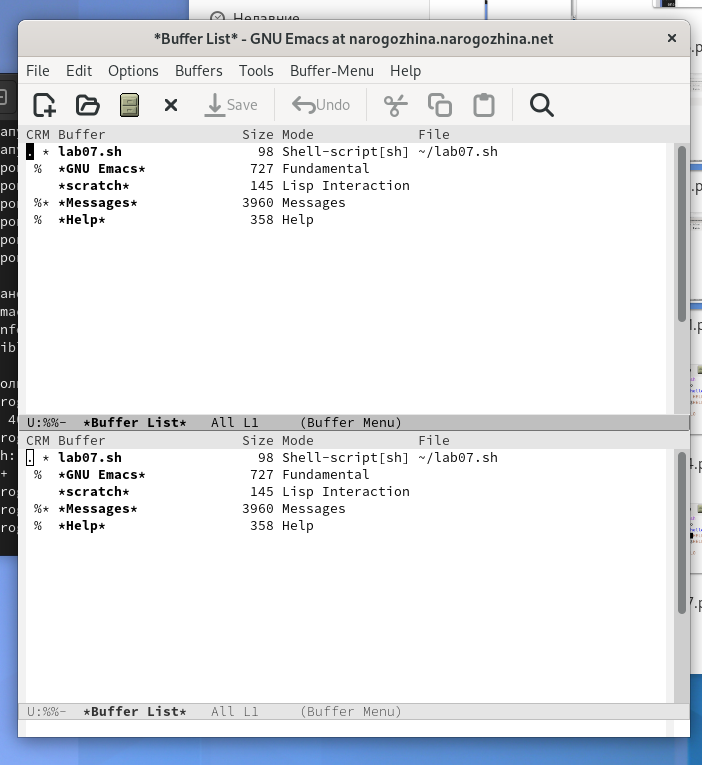 Недавние
*Buffer List* - GNU Emacs at narogozhina.narogozhina.net
File Edit Options Buffers Tools Buffer-Menu Help
Save Undo
CRM Buffer Size Mode File
. * lab07.sh 98 Shell-script[sh] ~/lab07.sh
% *GNU Emacs* 727 Fundamental
*scratch* 145 Lisp Interaction
%* *Messages* 3960 Messages
% *Help* 358 Help
U:%%- *Buffer List* All L1 (Buffer Menu)
CRM Buffer Size Mode File
. * lab07.sh 98 Shell-script[sh] ~/lab07.sh
% *GNU Emacs* 727 Fundamental
*scratch* 145 Lisp Interaction
%* *Messages* 3960 Messages
% *Help* 358 Help
U:%%- *Buffer List* All L1 (Buffer Menu)